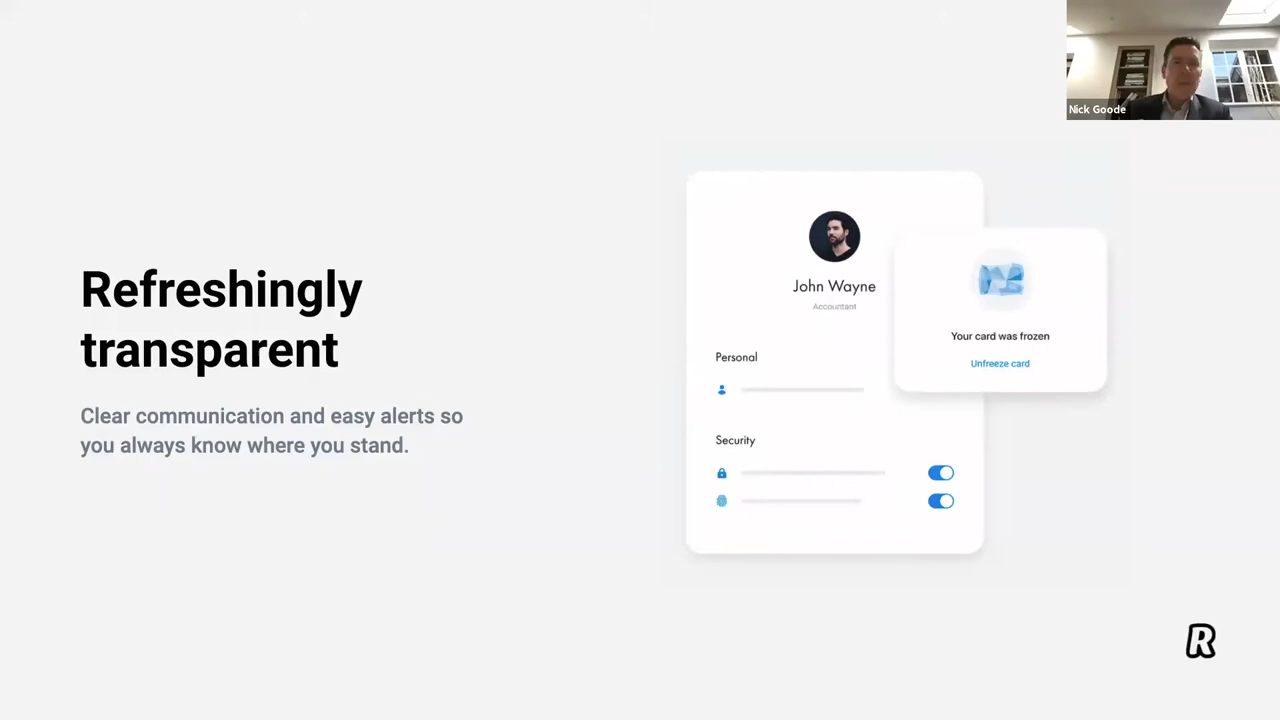 Nick Goode
Refreshingly
transparent
Clear communication and easy alerts so
you always know where you stand.
John Wayne
Accountant
Personal
Security
Your card was frozen
Unfreeze card
R